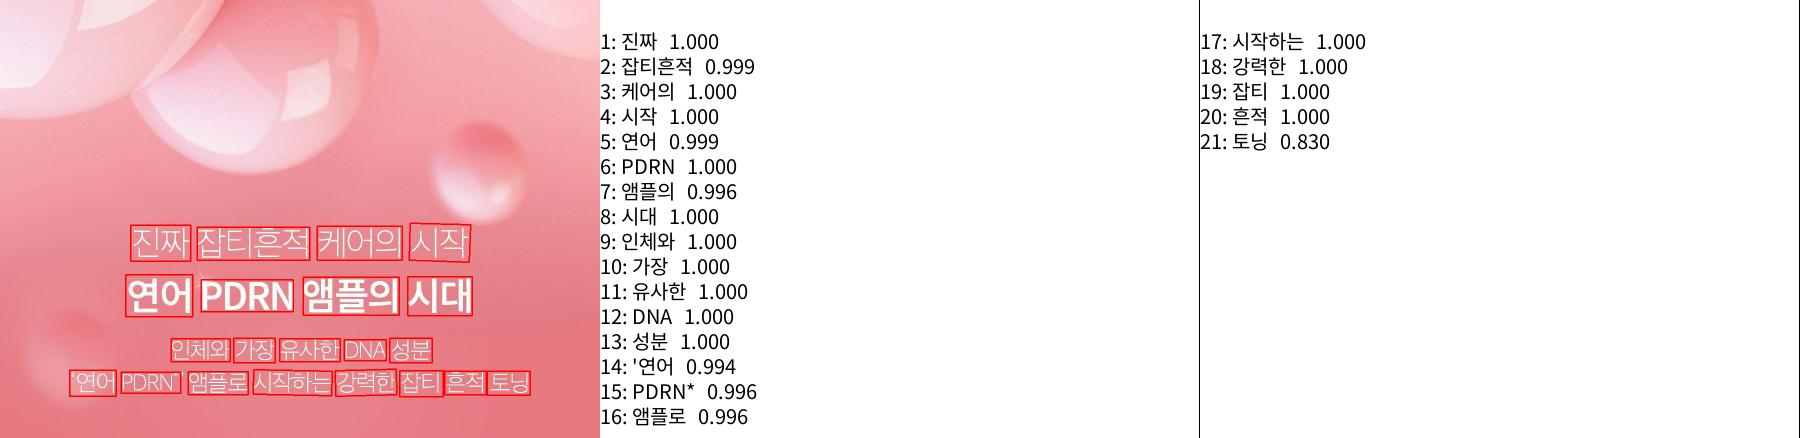 진짜 잡티흔적 케어의 시작
연어 PDRN 앰플의 시대
인체와 가장 유사한 DNA 성분
'연어 PDRN' 앰플로 시작하는 강력한 잡티 흔적 토닝
1: 진짜 1.000
2: 잡티흔적 0.999
3: 케어의 1.000
4: 시작 1.000
5: 연어 0.999
6: PDRN 1.000
7: 앰플의 0.996
8: 시대 1.000
9: 인체와 1.000
10: 가장 1.000
11: 유사한 1.000
12: DNA 1.000
13: 성분 1.000
14: '연어 0.994
15: PDRN* 0.996
16: 앰플로 0.996
17: 시작하는 1.000
18: 강력한 1.000
19: 잡티 1.000
20: 흔적 1.000
21: 토닝 0.830